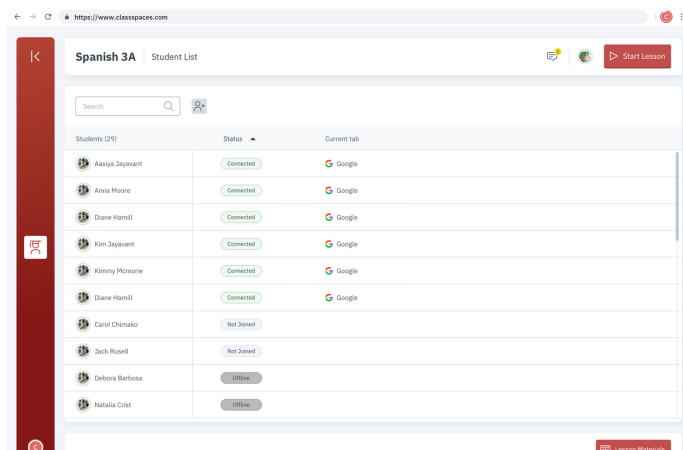 https://www.classspaces.com
C
Spanish 3A Student List
Start Lesson
Search
Students (29) Status Current tab
Aasiya Jayavant Connected Google
Anna Moore Connected Google
Diane Hamill Connected Google
Kim Jayavant Connected Google
Kimmy Mcmorie Connected Google
Diane Hamill Connected Google
Carol Chimako Not Joined
Jack Rusell Not Joined
Debora Barbosa Offline
Natalia Crist Offline
C
Lesson Materials